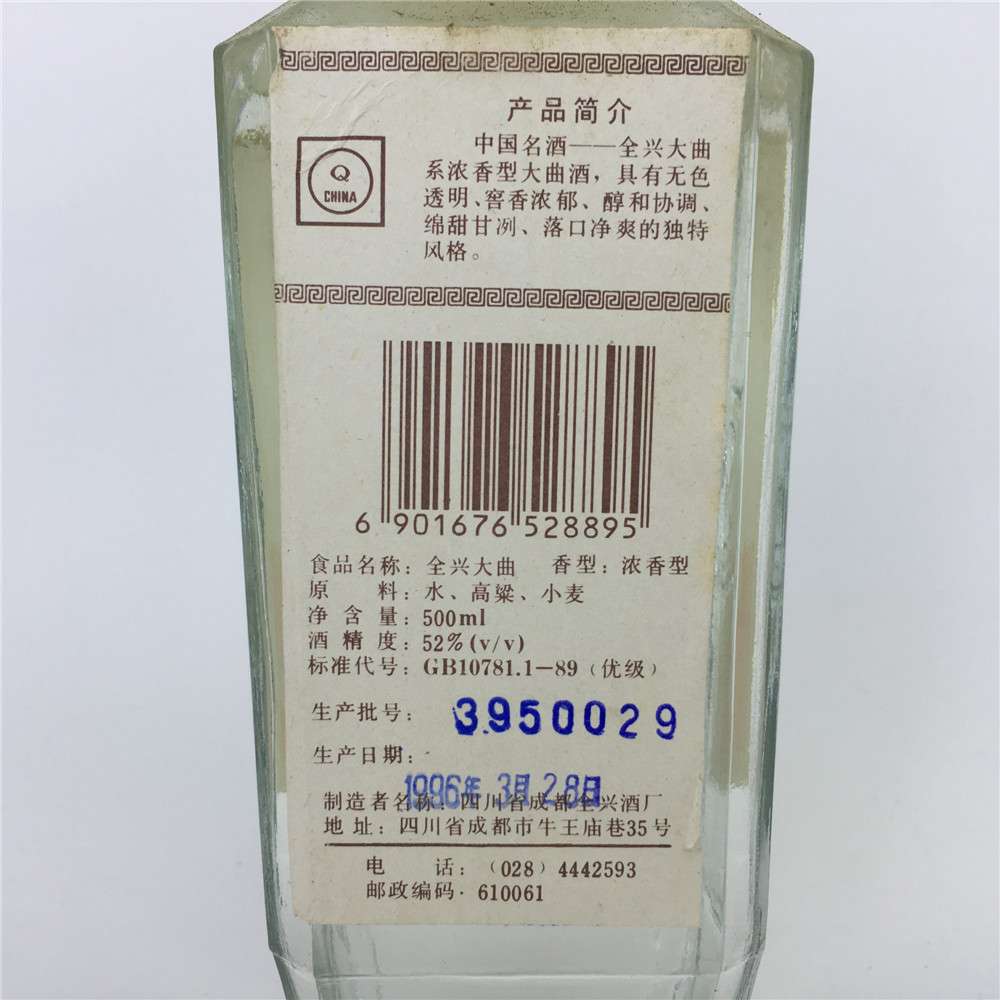 产品简介
中国名酒——全兴大曲
系浓香型大曲酒，具有无色
透明、窖香浓郁、醇和协调、
绵甜甘冽、落口净爽的独特
风格。
Q
CHINA
6 901676 528895
食品名称：全兴大曲 香型：浓香型
原 料：水、高粱、小麦
净 含 量：500ml
酒 精 度：52%(v/v)
标准代号：GB10781.1—89（优级）
生产批号：3950029
生产日期：
1996年 3月 28日
制造者名称：四川省成都全兴酒厂
地 址：四川省成都市牛王庙巷35号
电 话：（028）4442593
邮政编码·610061